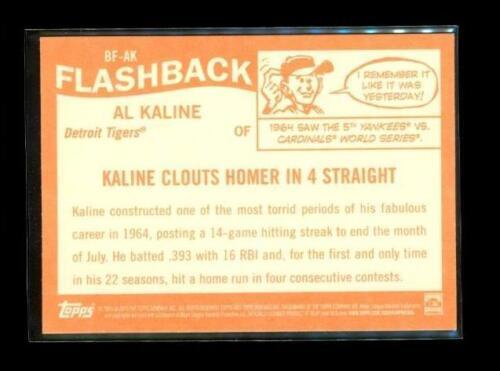 BF-AK
FLASHBACK
AL KALINE
Detroit Tigers®
OF
I REMEMBER IT
LIKE IT WAS
YESTERDAY!
1964 SAW THE 5TH YANKEES® VS.
CARDINALS® WORLD SERIES®.
KALINE CLOUTS HOMER IN 4 STRAIGHT
Kaline constructed one of the most torrid periods of his fabulous
career in 1964, posting a 14-game hitting streak to end the month
of July. He batted .393 with 16 RBI and, for the first and only time
in his 22 seasons, hit a home run in four consecutive contests.
Topps